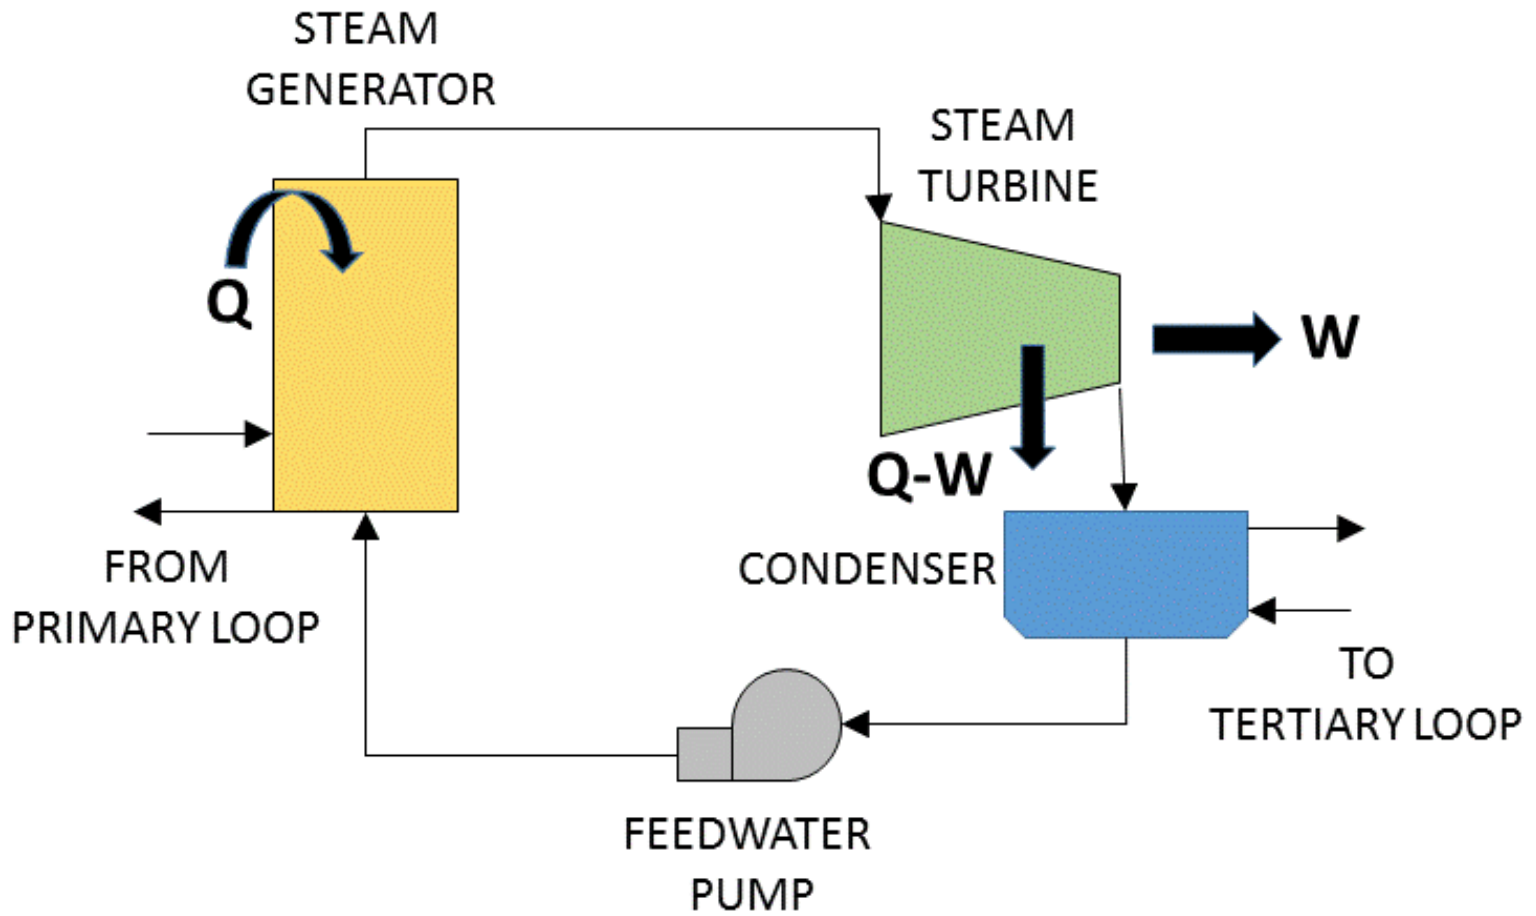 STEAM
GENERATOR
STEAM
TURBINE
Q
W
Q-W
CONDENSER
FROM
PRIMARY LOOP
TO
TERTIARY LOOP
FEEDWATER
PUMP